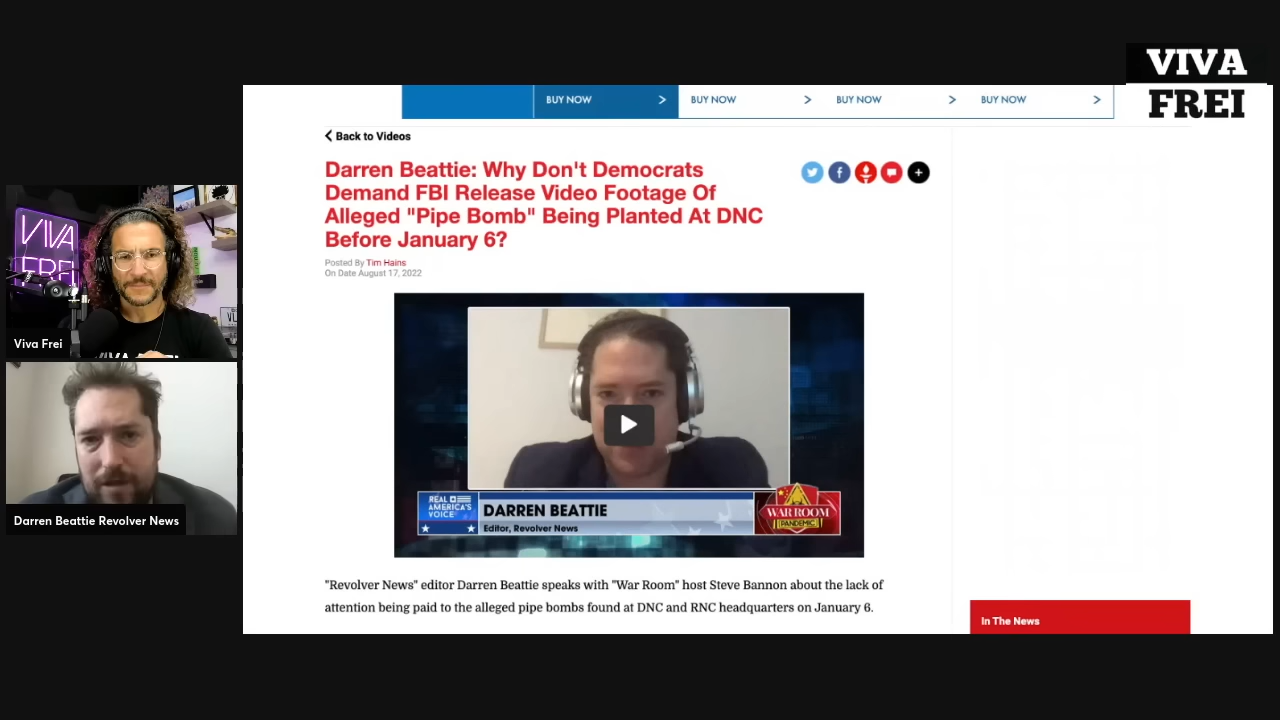 VIVA
FREI
BUY NOW
BUY NOW
BUY NOW
BUY NOW
Back to Videos
Darren Beattie: Why Don't Democrats
Demand FBI Release Video Footage Of
Alleged "Pipe Bomb" Being Planted At DNC
Before January 6?
Posted By Tim Hains
On Date August 17, 2022
VIVA
FREI
Viva Frei
Darren Beattie Revolver News
REAL
AMERICA'S
VOICE
DARREN BEATTIE
Editor, Revolver News
WAR ROOM
PANDEMIC
"Revolver News" editor Darren Beattie speaks with "War Room" host Steve Bannon about the lack of
attention being paid to the alleged pipe bombs found at DNC and RNC headquarters on January 6.
In The News